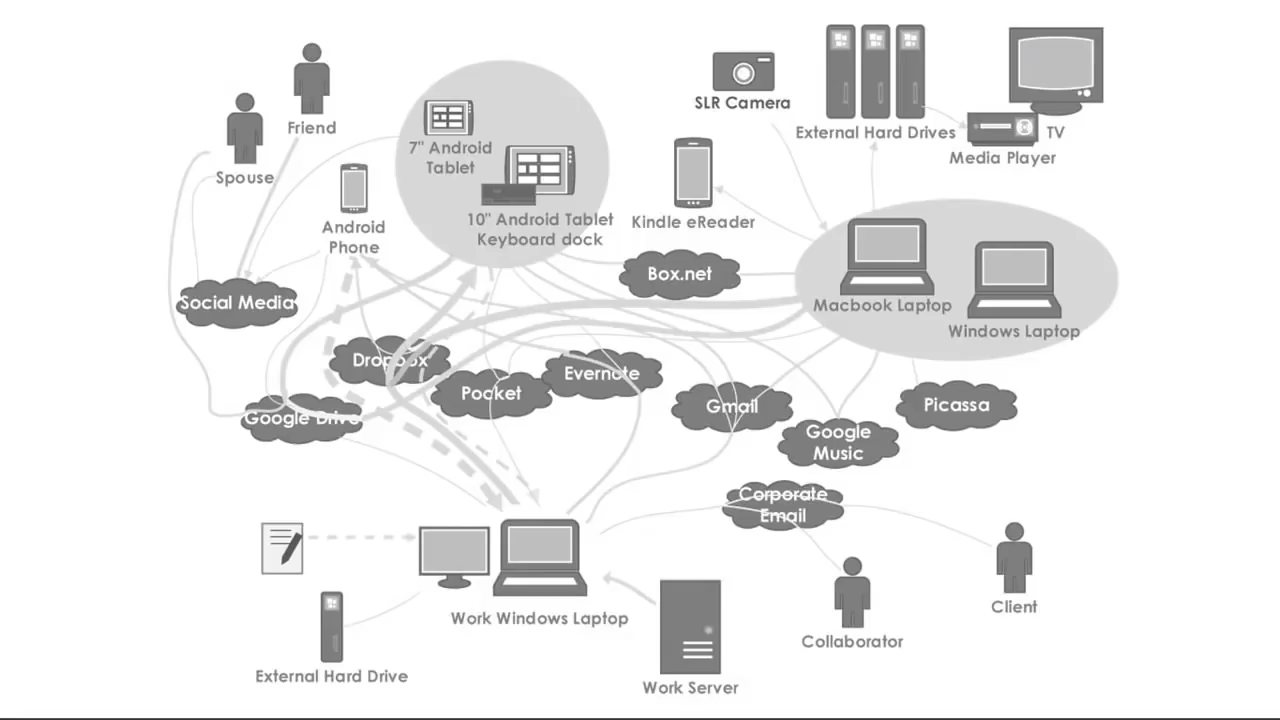 SLR Camera
Friend
External Hard Drives
TV
7" Android
Tablet
Media Player
Spouse
10" Android Tablet
Keyboard dock
Kindle eReader
Android
Phone
Box.net
Social Media
Macbook Laptop
Windows Laptop
Dropbox
Evernote
Pocket
Gmail
Picassa
Google Drive
Google
Music
Corporate
Email
Client
Work Windows Laptop
Collaborator
External Hard Drive
Work Server